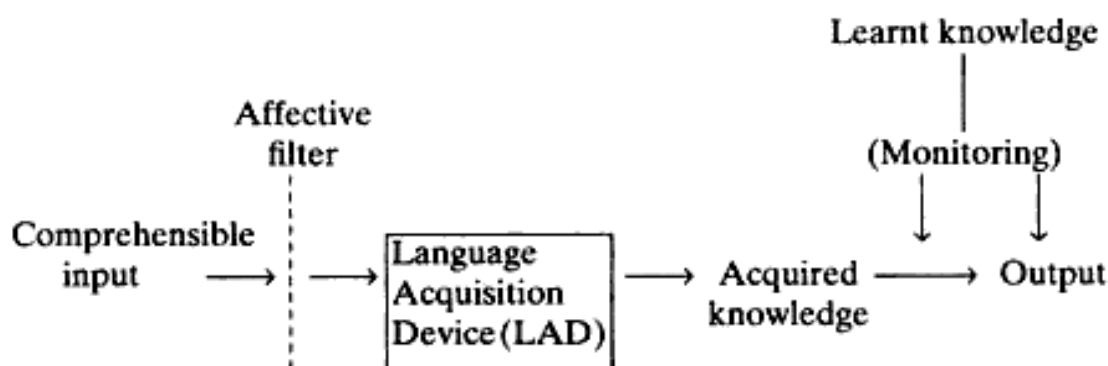 Learnt knowledge
Affective
filter
(Monitoring)
Comprehensible
input
Language
Acquisition
Device (LAD)
Acquired
knowledge
Output